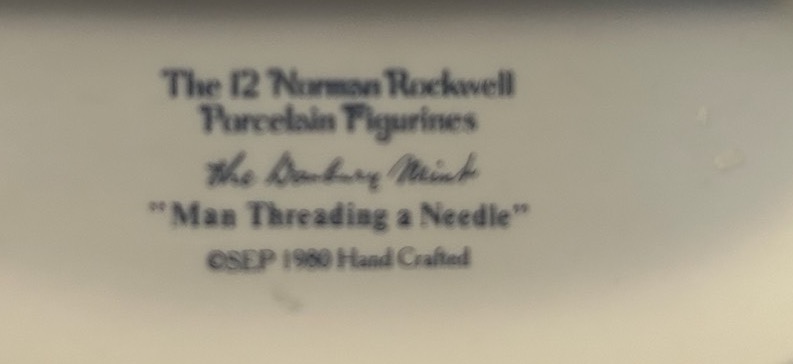 The 12 Norman Rockwell
Porcelain Figurines
The Danbury Mint
"Man Threading a Needle"
©SEP 1980 Hand Crafted